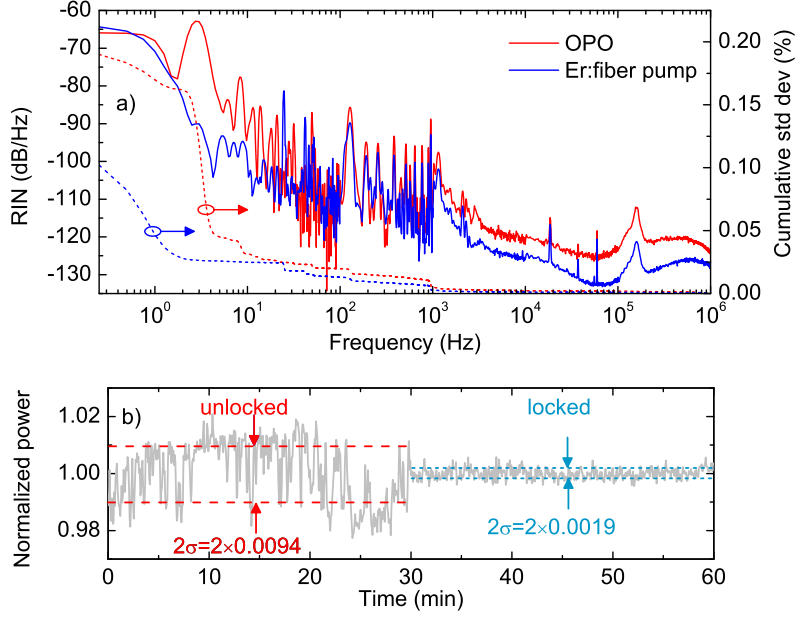 -60
-70
-80
-90
-100
-110
-120
-130
RIN (dB/Hz)
a)
OPO
Er:fiber pump
0.20
0.15
0.10
0.05
0.00
Cumulative std dev (%)
10⁰ 10¹ 10² 10³ 10⁴ 10⁵ 10⁶
Frequency (Hz)
1.02
1.00
0.98
Normalized power
b)
unlocked
locked
2σ=2×0.0094
2σ=2×0.0019
0 10 20 30 40 50 60
Time (min)